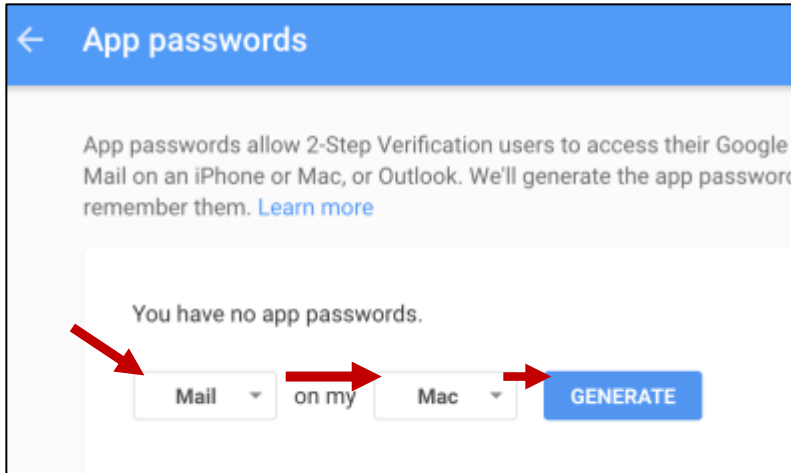 App passwords
App passwords allow 2-Step Verification users to access their Google
Mail on an iPhone or Mac, or Outlook. We'll generate the app password
remember them. Learn more
You have no app passwords.
Mail on my Mac GENERATE